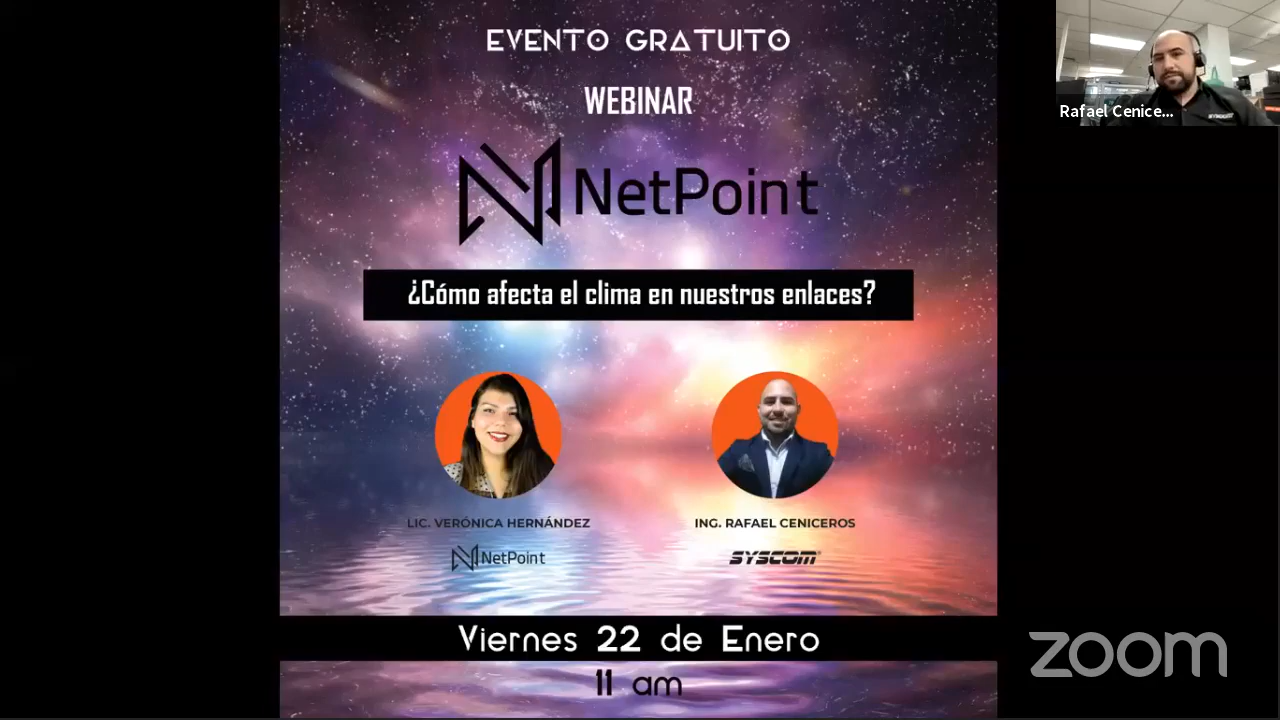 EVENTO GRATUITO
WEBINAR
NetPoint
¿Cómo afecta el clima en nuestros enlaces?
LIC. VERÓNICA HERNÁNDEZ
NetPoint
ING. RAFAEL CENICEROS
SYSCOM
Viernes 22 de Enero
11 am
Rafael Cenice...
zoom